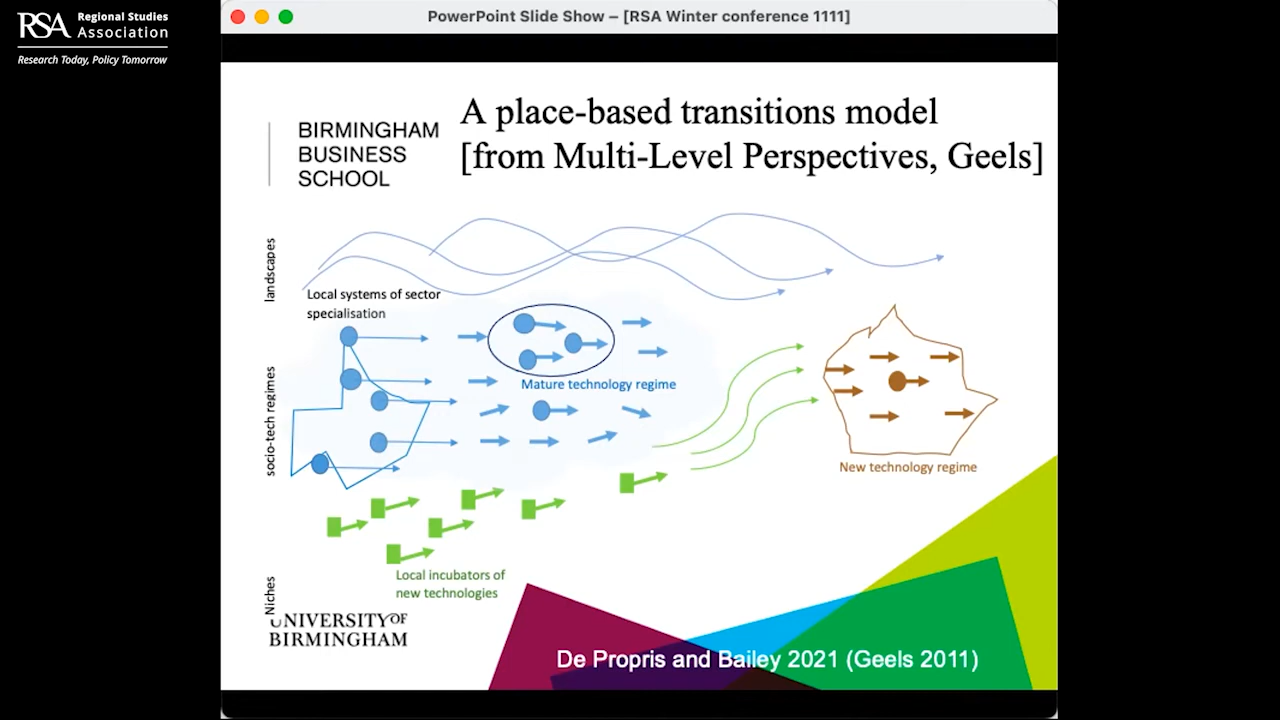 RSA Regional Studies
Association
Research Today, Policy Tomorrow
PowerPoint Slide Show – [RSA Winter conference 1111]
BIRMINGHAM
BUSINESS
SCHOOL
A place-based transitions model
[from Multi-Level Perspectives, Geels]
landscapes
Local systems of sector
specialisation
socio-tech regimes
Mature technology regime
New technology regime
Local incubators of
new technologies
Niches
UNIVERSITY OF
BIRMINGHAM
De Propris and Bailey 2021 (Geels 2011)